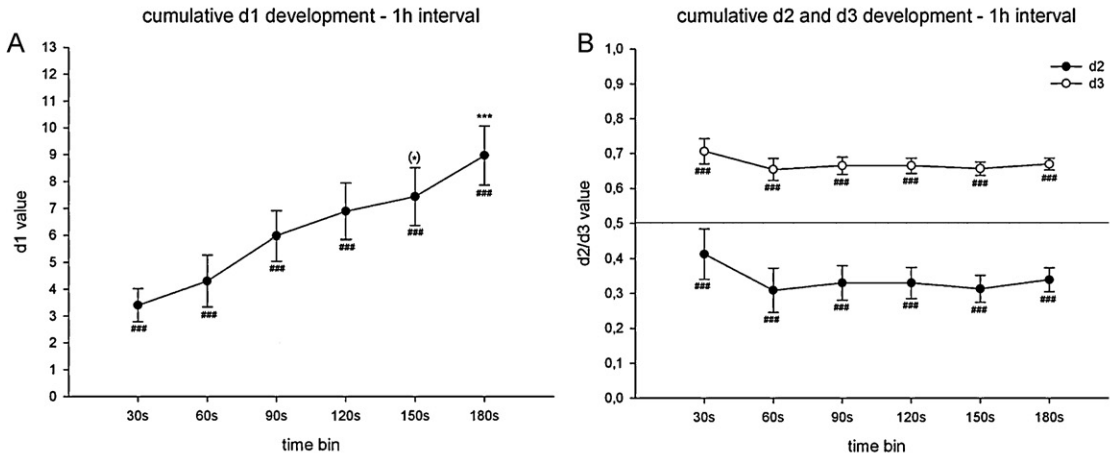 cumulative d1 development - 1h interval
A
13
12
11
10
9
8
7
6
5
4
3
2
1
0
d1 value
***
(*)
###
###
###
###
###
###
30s 60s 90s 120s 150s 180s
time bin
cumulative d2 and d3 development - 1h interval
B
1,0
0,9
0,8
0,7
0,6
0,5
0,4
0,3
0,2
0,1
0,0
d2/d3 value
d2
d3
### ### ### ### ### ###
### ### ### ### ### ###
30s 60s 90s 120s 150s 180s
time bin